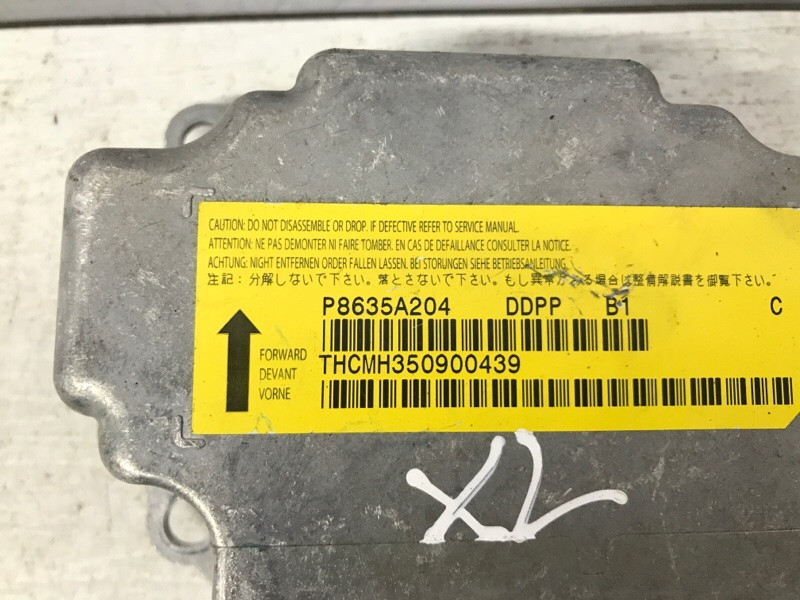 CAUTION: DO NOT DISASSEMBLE OR DROP. IF DEFECTIVE REFER TO SERVICE MANUAL.
ATTENTION: NE PAS DEMONTER NI FAIRE TOMBER. EN CAS DE DEFAILLANCE CONSULTER LA NOTICE.
ACHTUNG: NIGHT ENTFERNEN ORDER FALLEN LASSEN. BEI STORUNGEN SIEHE BETRIEBSANLEITUNG.
注記: 分解しないで下さい。落とさないで下さい。もし異常がある場合は整備解説書を御覧下さい。
P8635A204 DDPP B1 C
FORWARD
THCMH350900439
DEVANT
VORNE
XL